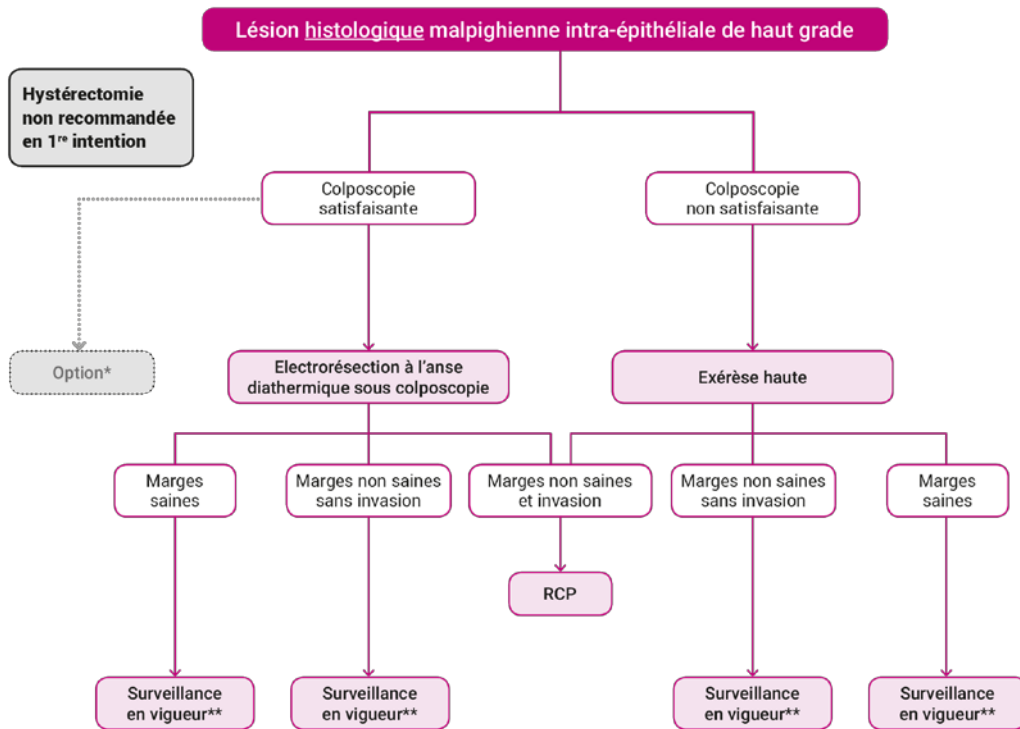 Lésion histologique malpighienne intra-épithéliale de haut grade
Hystérectomie
non recommandée
en 1re intention
Colposcopie
satisfaisante
Colposcopie
non satisfaisante
Option*
Electrorésection à l'anse
diathermique sous colposcopie
Exérèse haute
Marges
saines
Marges non saines
sans invasion
Marges non saines
et invasion
Marges non saines
sans invasion
Marges
saines
RCP
Surveillance
en vigueur**
Surveillance
en vigueur**
Surveillance
en vigueur**
Surveillance
en vigueur**